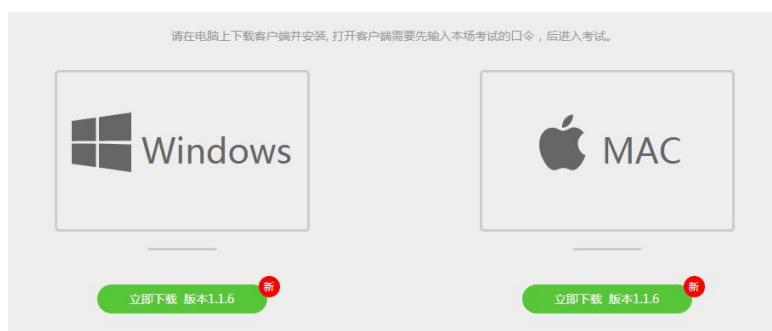 请在电脑上下载客户端并安装, 打开客户端需要先输入本场考试的口令，后进入考试。
Windows
MAC
新
新
立即下载 版本1.1.6
立即下载 版本1.1.6